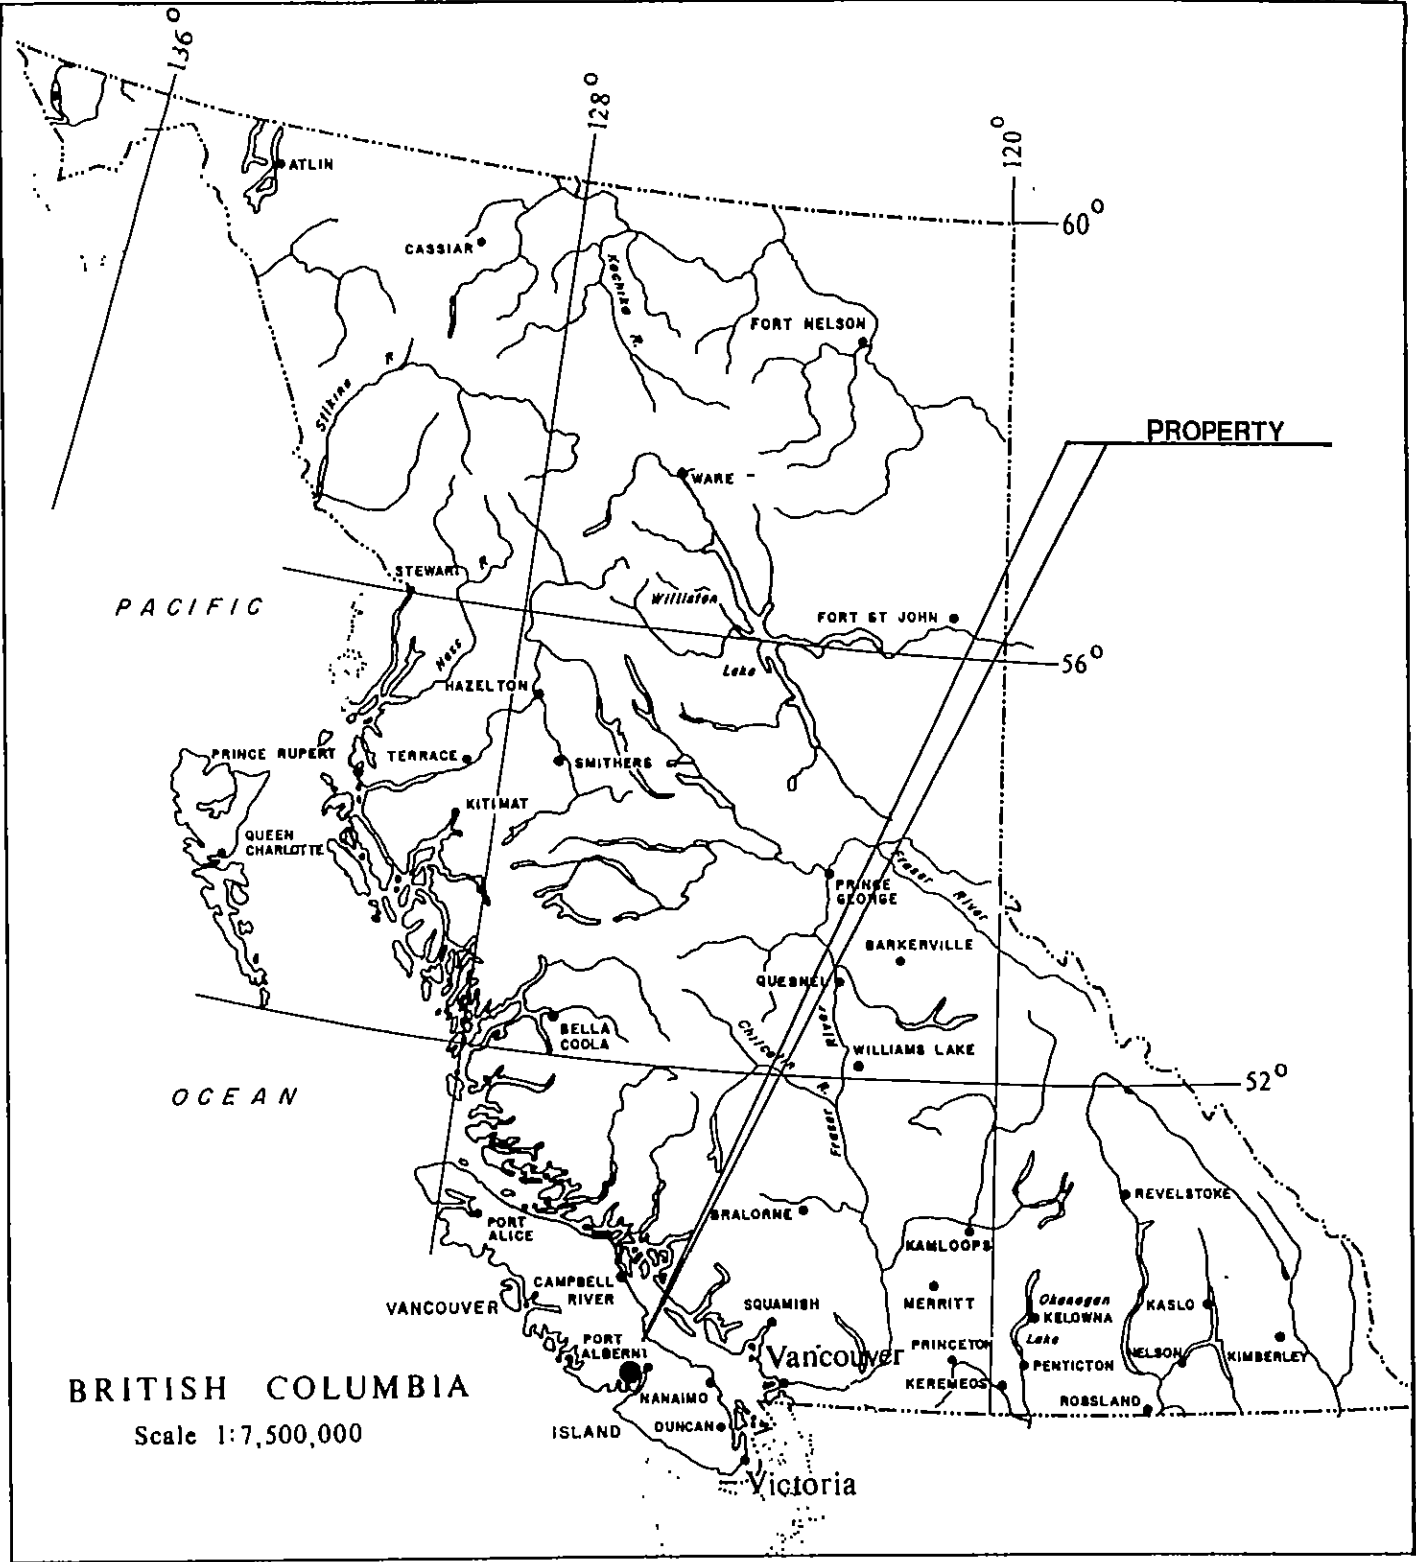 136°
128°
120°
ATLIN
60°
CASSIAR
Kechika R.
FORT NELSON
Stikine R
PROPERTY
WARE
STEWART
R
PACIFIC
Williston
FORT ST JOHN
Nass
56°
Lake
HAZELTON
PRINCE RUPERT
TERRACE
SMITHERS
KITIMAT
QUEEN
CHARLOTTE
Fraser River
PRINCE
GEORGE
BARKERVILLE
QUESNEL
BELLA
COOLA
Chilcotin R.
River
WILLIAMS LAKE
52°
OCEAN
Fraser
REVELSTOKE
BRALORNE
PORT
ALICE
KAMLOOPS
CAMPBELL
RIVER
VANCOUVER
SQUAMISH
MERRITT
Okanagan
KELOWNA
Lake
KASLO
PORT
ALBERNI
Vancouver
PRINCETON
PENTICTON
NELSON
KIMBERLEY
KEREMEOS
BRITISH COLUMBIA
NANAIMO
ROSSLAND
Scale 1:7,500,000
ISLAND
DUNCAN
Victoria